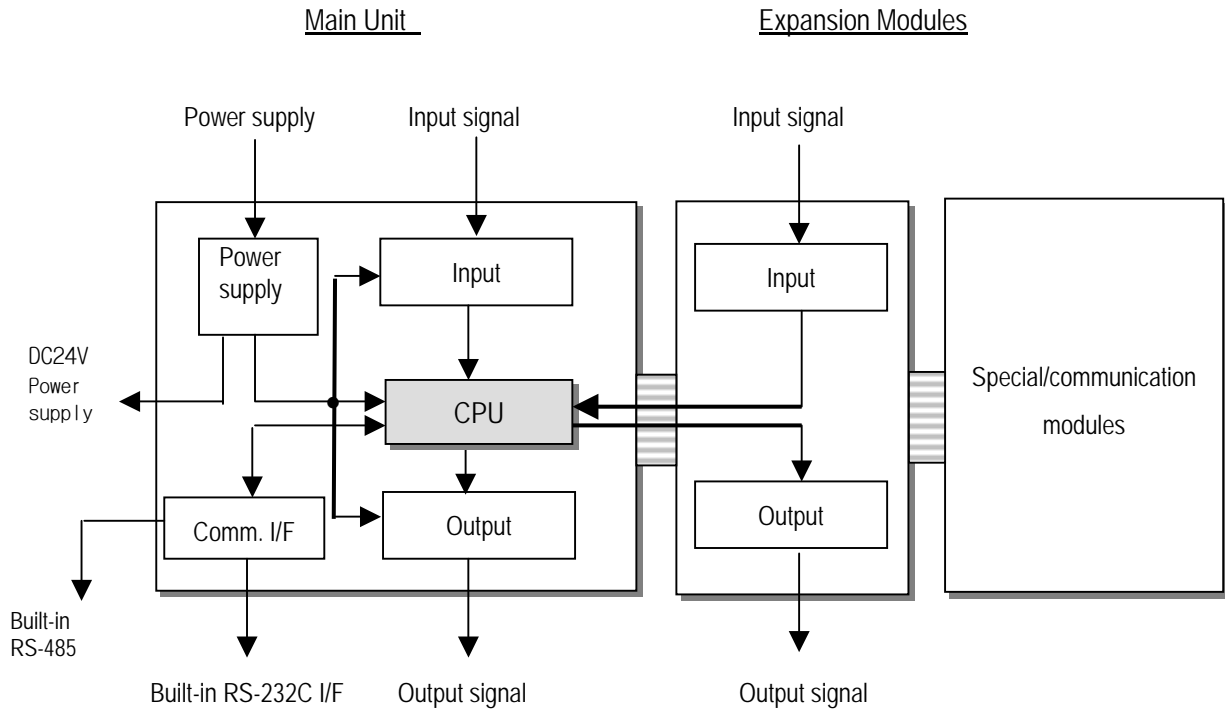 Main Unit
Expansion Modules
Power supply
Input signal
Input signal
Power
supply
Input
Input
DC24V
Power
supply
CPU
Special/communication
modules
Comm. I/F
Output
Output
Built-in
RS-485
Built-in RS-232C I/F
Output signal
Output signal